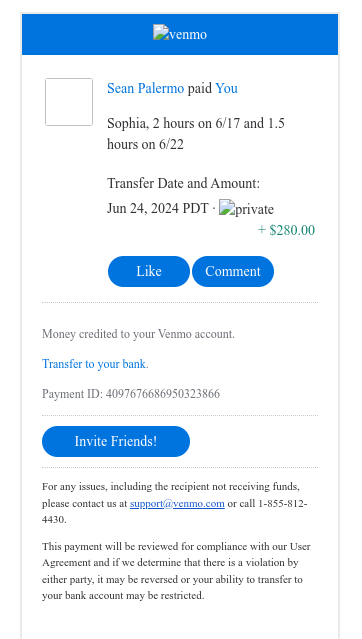 venmo
Sean Palermo paid You
Sophia, 2 hours on 6/17 and 1.5
hours on 6/22
Transfer Date and Amount:
Jun 24, 2024 PDT · private
+ $280.00
Like Comment
Money credited to your Venmo account.
Transfer to your bank.
Payment ID: 4097676686950323866
Invite Friends!
For any issues, including the recipient not receiving funds,
please contact us at support@venmo.com or call 1-855-812-
4430.
This payment will be reviewed for compliance with our User
Agreement and if we determine that there is a violation by
either party, it may be reversed or your ability to transfer to
your bank account may be restricted.